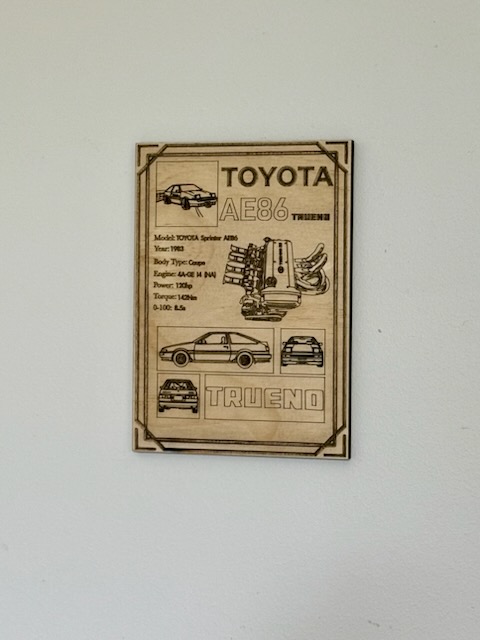 TOYOTA
AE86 TRUENO
Model: TOYOTA Sprinter AE86
Year: 1983
Body Type: Coupe
Engine: 4A-GE I4 (NA)
Power: 120hp
Torque: 142Nm
0-100: 8.5s
TRUENO